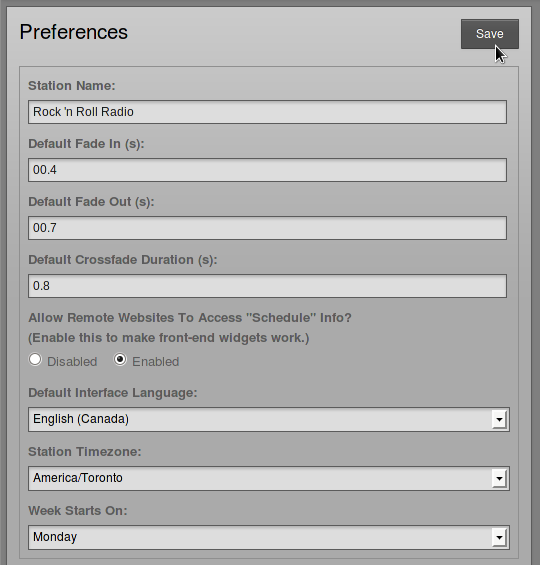 Preferences
Save
Station Name:
Rock 'n Roll Radio
Default Fade In (s):
00.4
Default Fade Out (s):
00.7
Default Crossfade Duration (s):
0.8
Allow Remote Websites To Access "Schedule" Info?
(Enable this to make front-end widgets work.)
Disabled Enabled
Default Interface Language:
English (Canada)
Station Timezone:
America/Toronto
Week Starts On:
Monday